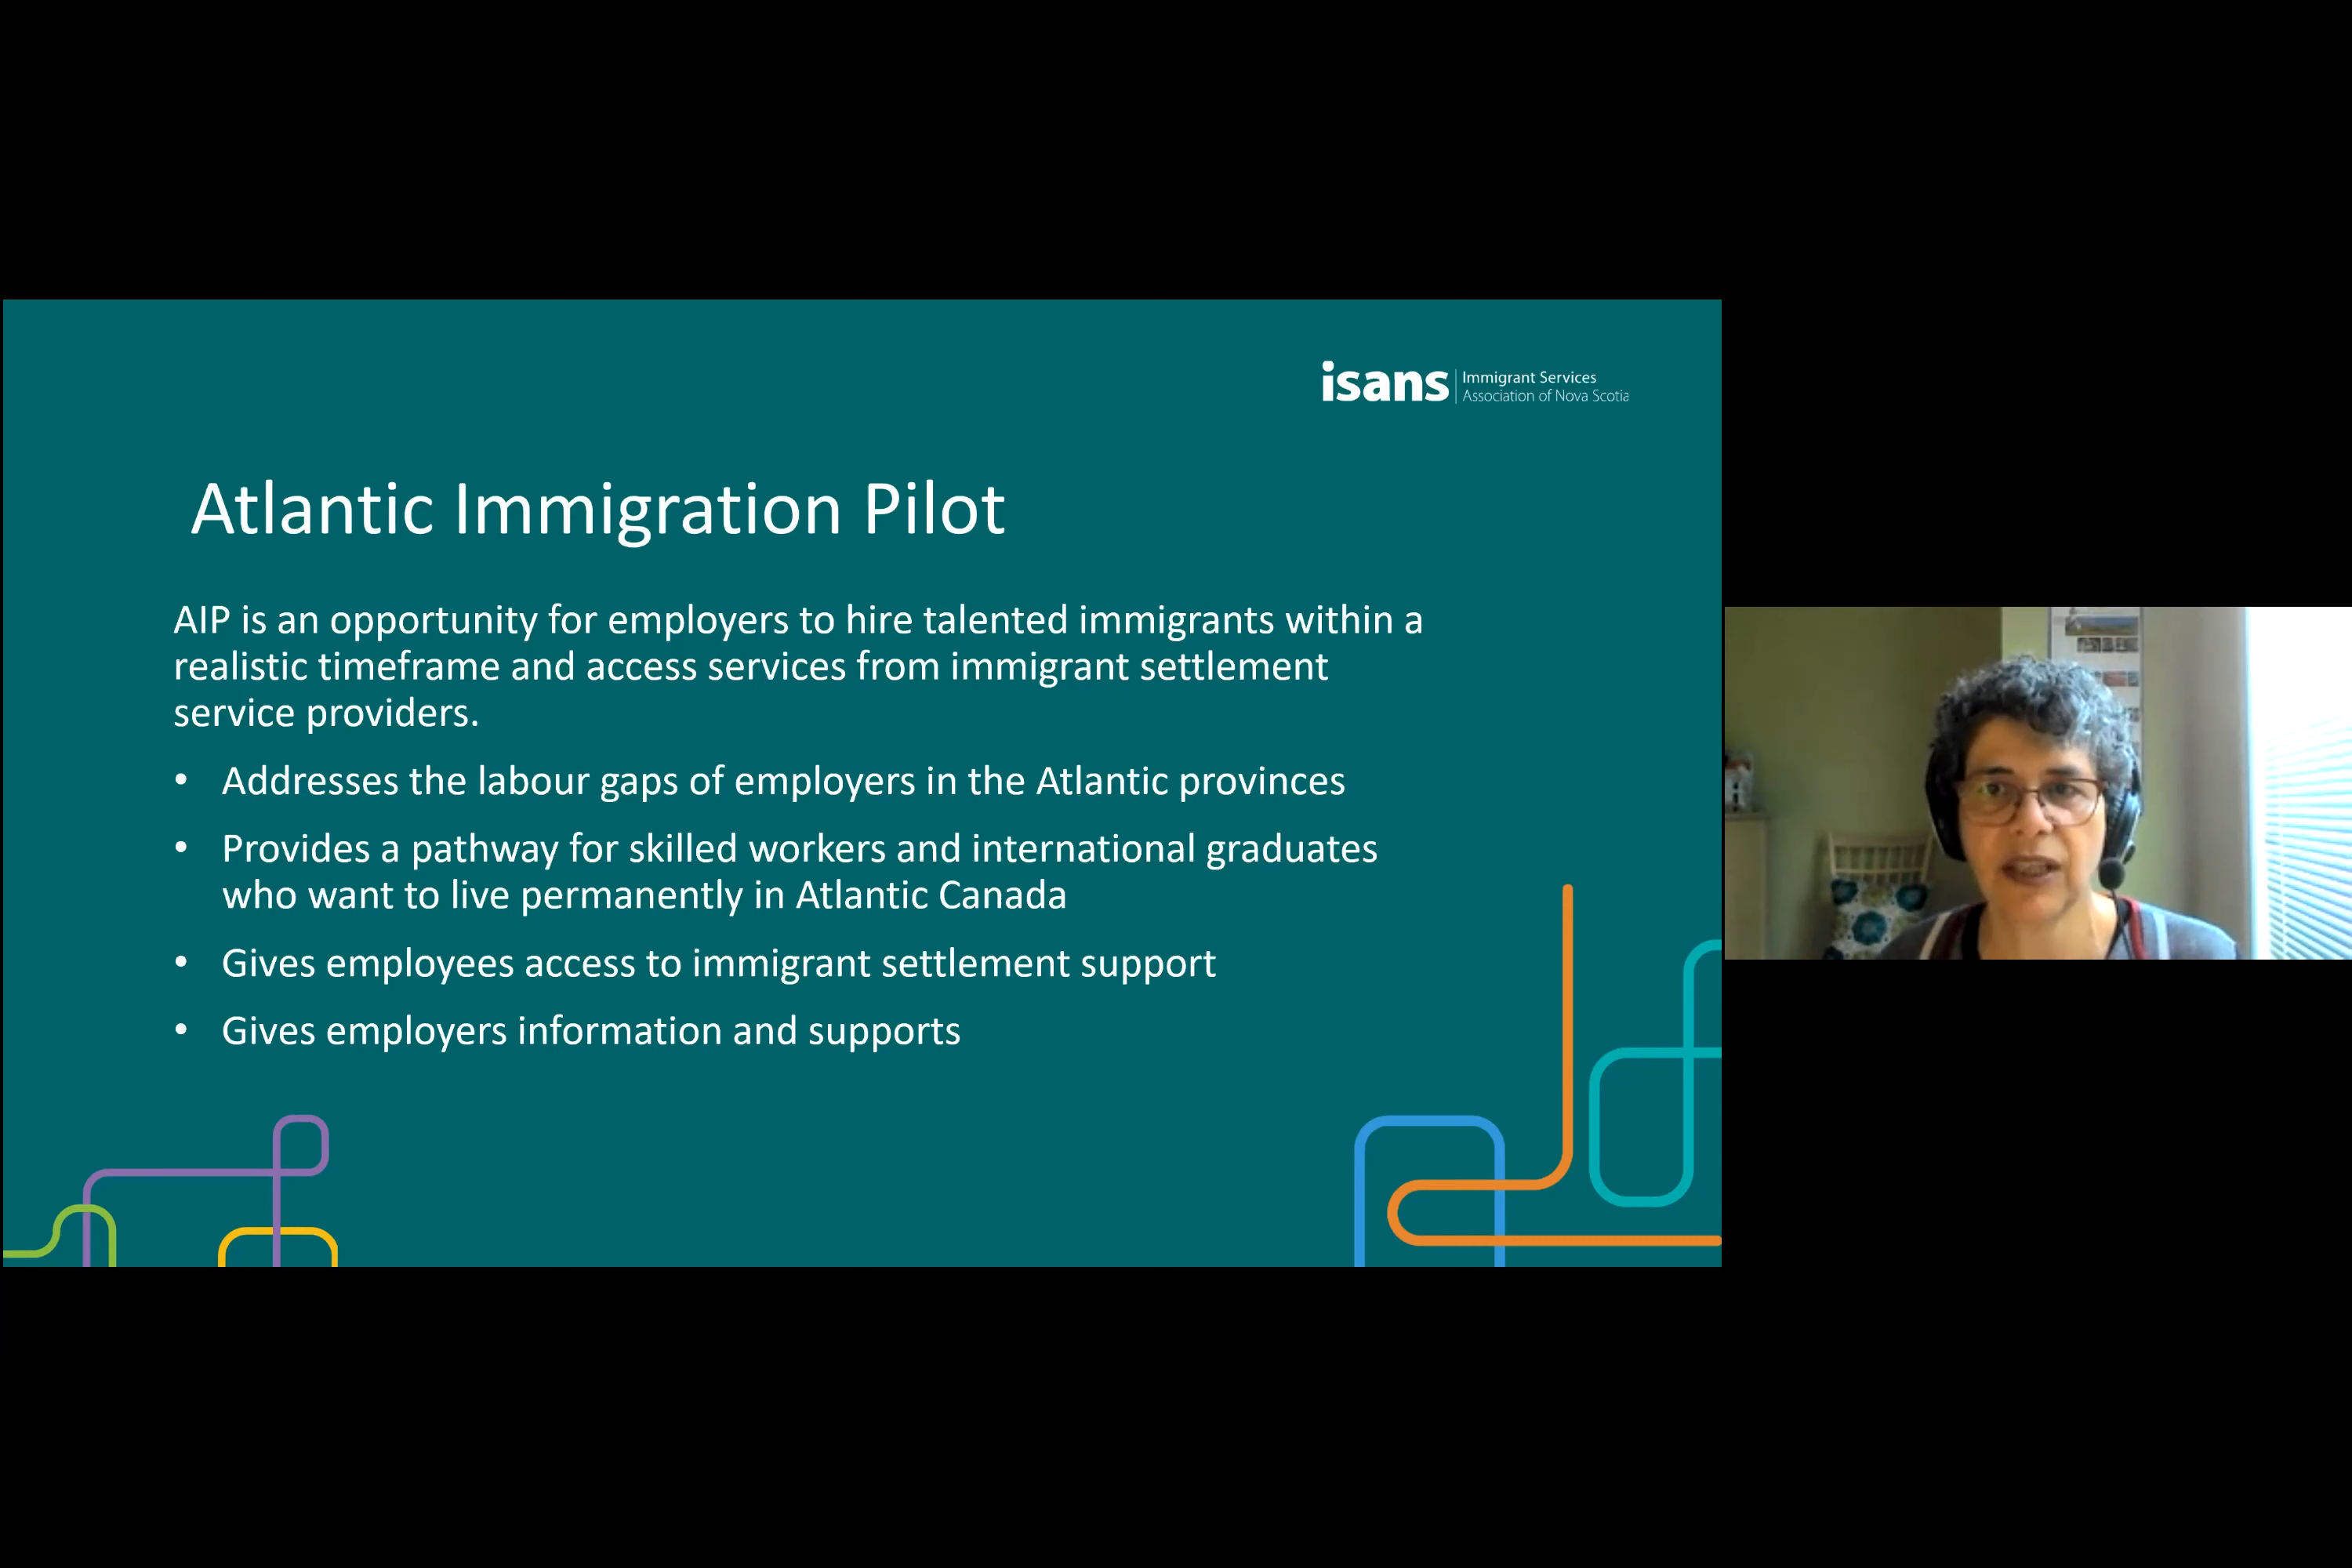 isans
Immigrant Services
Association of Nova Scotia
Atlantic Immigration Pilot
AIP is an opportunity for employers to hire talented immigrants within a
realistic timeframe and access services from immigrant settlement
service providers.
• Addresses the labour gaps of employers in the Atlantic provinces
• Provides a pathway for skilled workers and international graduates
who want to live permanently in Atlantic Canada
• Gives employees access to immigrant settlement support
• Gives employers information and supports